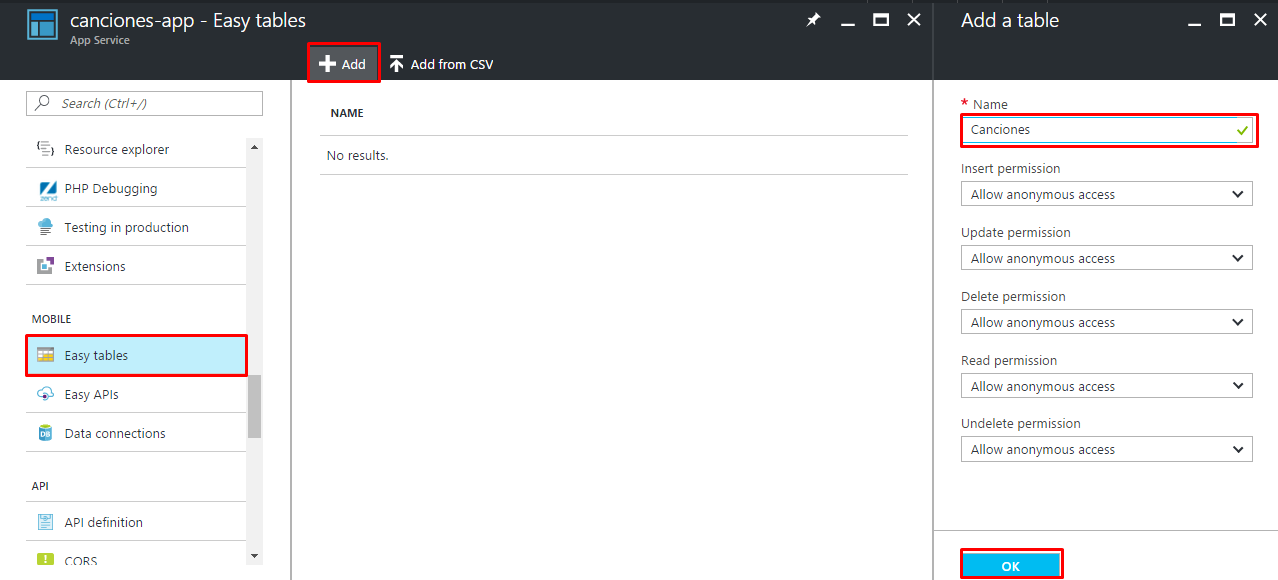 canciones-app - Easy tables
App Service
Add
Add from CSV
Search (Ctrl+/)
Resource explorer
PHP Debugging
Testing in production
Extensions
MOBILE
Easy tables
Easy APIs
Data connections
API
API definition
CORS
NAME
No results.
Add a table
* Name
Canciones
Insert permission
Allow anonymous access
Update permission
Allow anonymous access
Delete permission
Allow anonymous access
Read permission
Allow anonymous access
Undelete permission
Allow anonymous access
OK